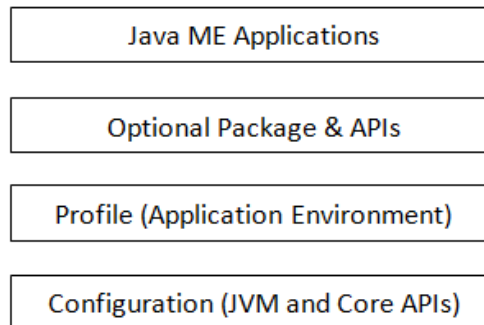 Java ME Applications
Optional Package & APIs
Profile (Application Environment)
Configuration (JVM and Core APIs)